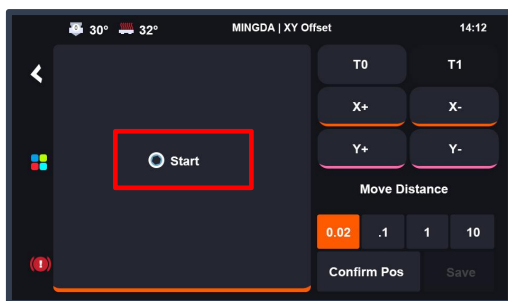 30° 32° MINGDA | XY Offset 14:12
T0 T1
X+ X-
Start
Y+ Y-
Move Distance
0.02 .1 1 10
Confirm Pos Save